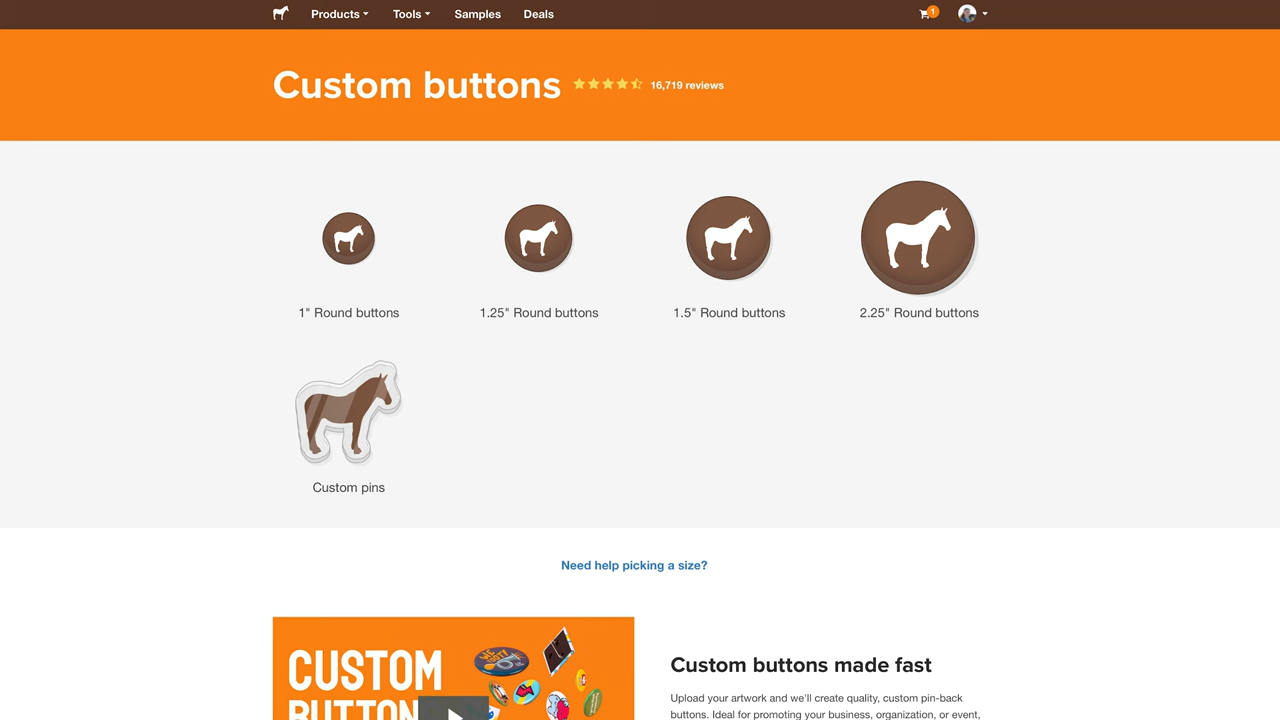 Products
Tools
Samples
Deals
1
Custom buttons
16,719 reviews
1" Round buttons
1.25" Round buttons
1.5" Round buttons
2.25" Round buttons
Custom pins
Need help picking a size?
CUSTOM
BUTTON
Custom buttons made fast
Upload your artwork and we'll create quality, custom pin-back
buttons. Ideal for promoting your business, organization, or event,